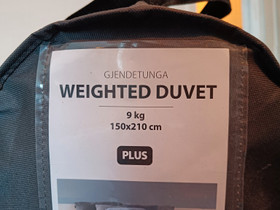 GJENDETUNGA
WEIGHTED DUVET
9 kg
150x210 cm
PLUS